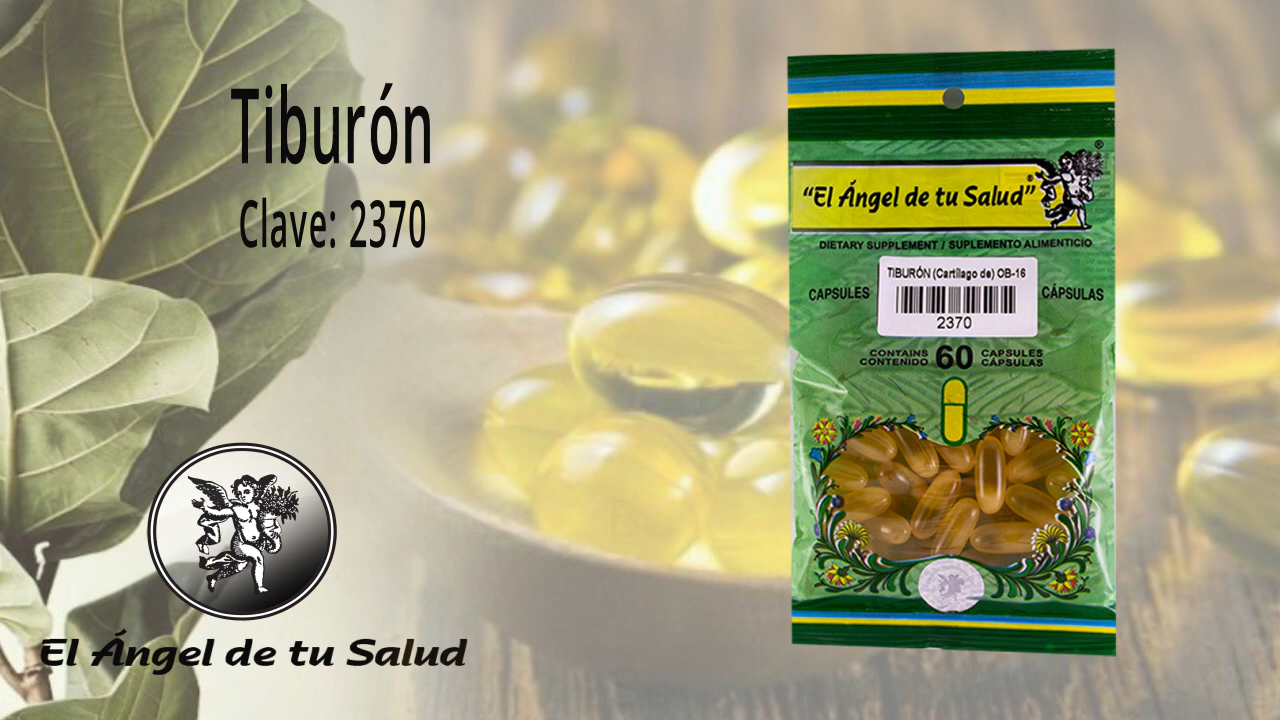 Tiburón
Clave: 2370
El Ángel de tu Salud
"El Ángel de tu Salud"
®
®
DIETARY SUPPLEMENT / SUPLEMENTO ALIMENTICIO
TIBURÓN (Cartílago de) OB-16
CAPSULES
CÁPSULAS
2370
CONTAINS 60 CAPSULES
CONTENIDO CÁPSULAS